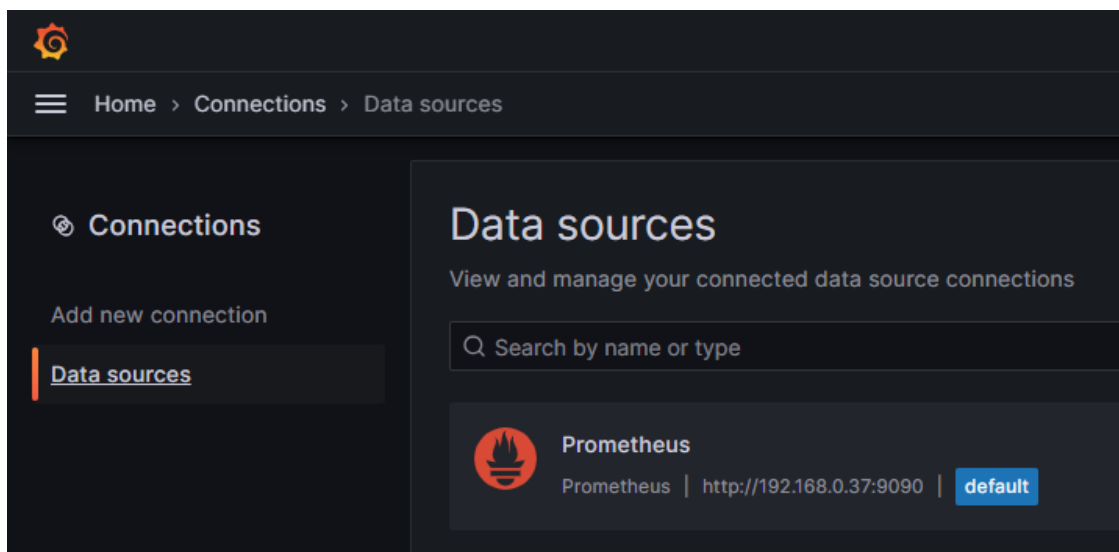 Home › Connections › Data sources
Connections
Add new connection
Data sources
Data sources
View and manage your connected data source connections
Search by name or type
Prometheus
Prometheus | http://192.168.0.37:9090 | default